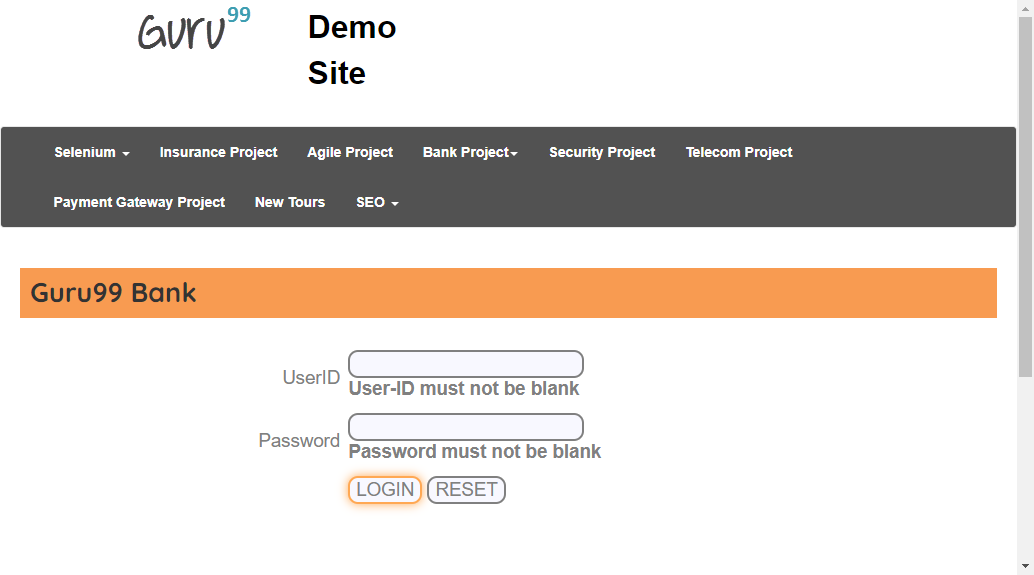 Guru99
Demo
Site
Selenium Insurance Project Agile Project Bank Project Security Project Telecom Project
Payment Gateway Project New Tours SEO
Guru99 Bank
UserID
User-ID must not be blank
Password
Password must not be blank
LOGIN RESET